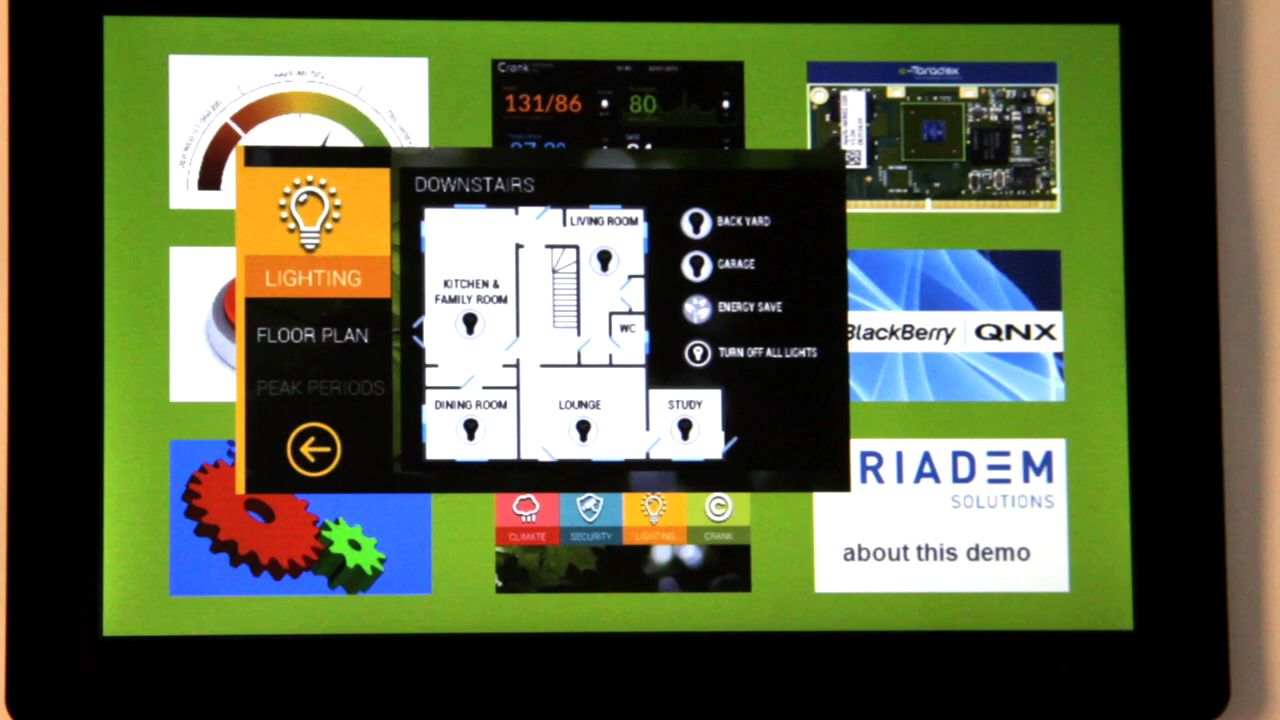 Crank
131/86
80
e-Taradex
DOWNSTAIRS
LIVING ROOM
BACK YARD
LIGHTING
GARAGE
KITCHEN &
FAMILY ROOM
ENERGY SAVE
FLOOR PLAN
WC
BlackBerry QNX
TURN OFF ALL LIGHTS
PEAK PERIODS
DINING ROOM
LOUNGE
STUDY
RIADEM
SOLUTIONS
CLIMATE
SECURITY
LIGHTING
CRANK
about this demo